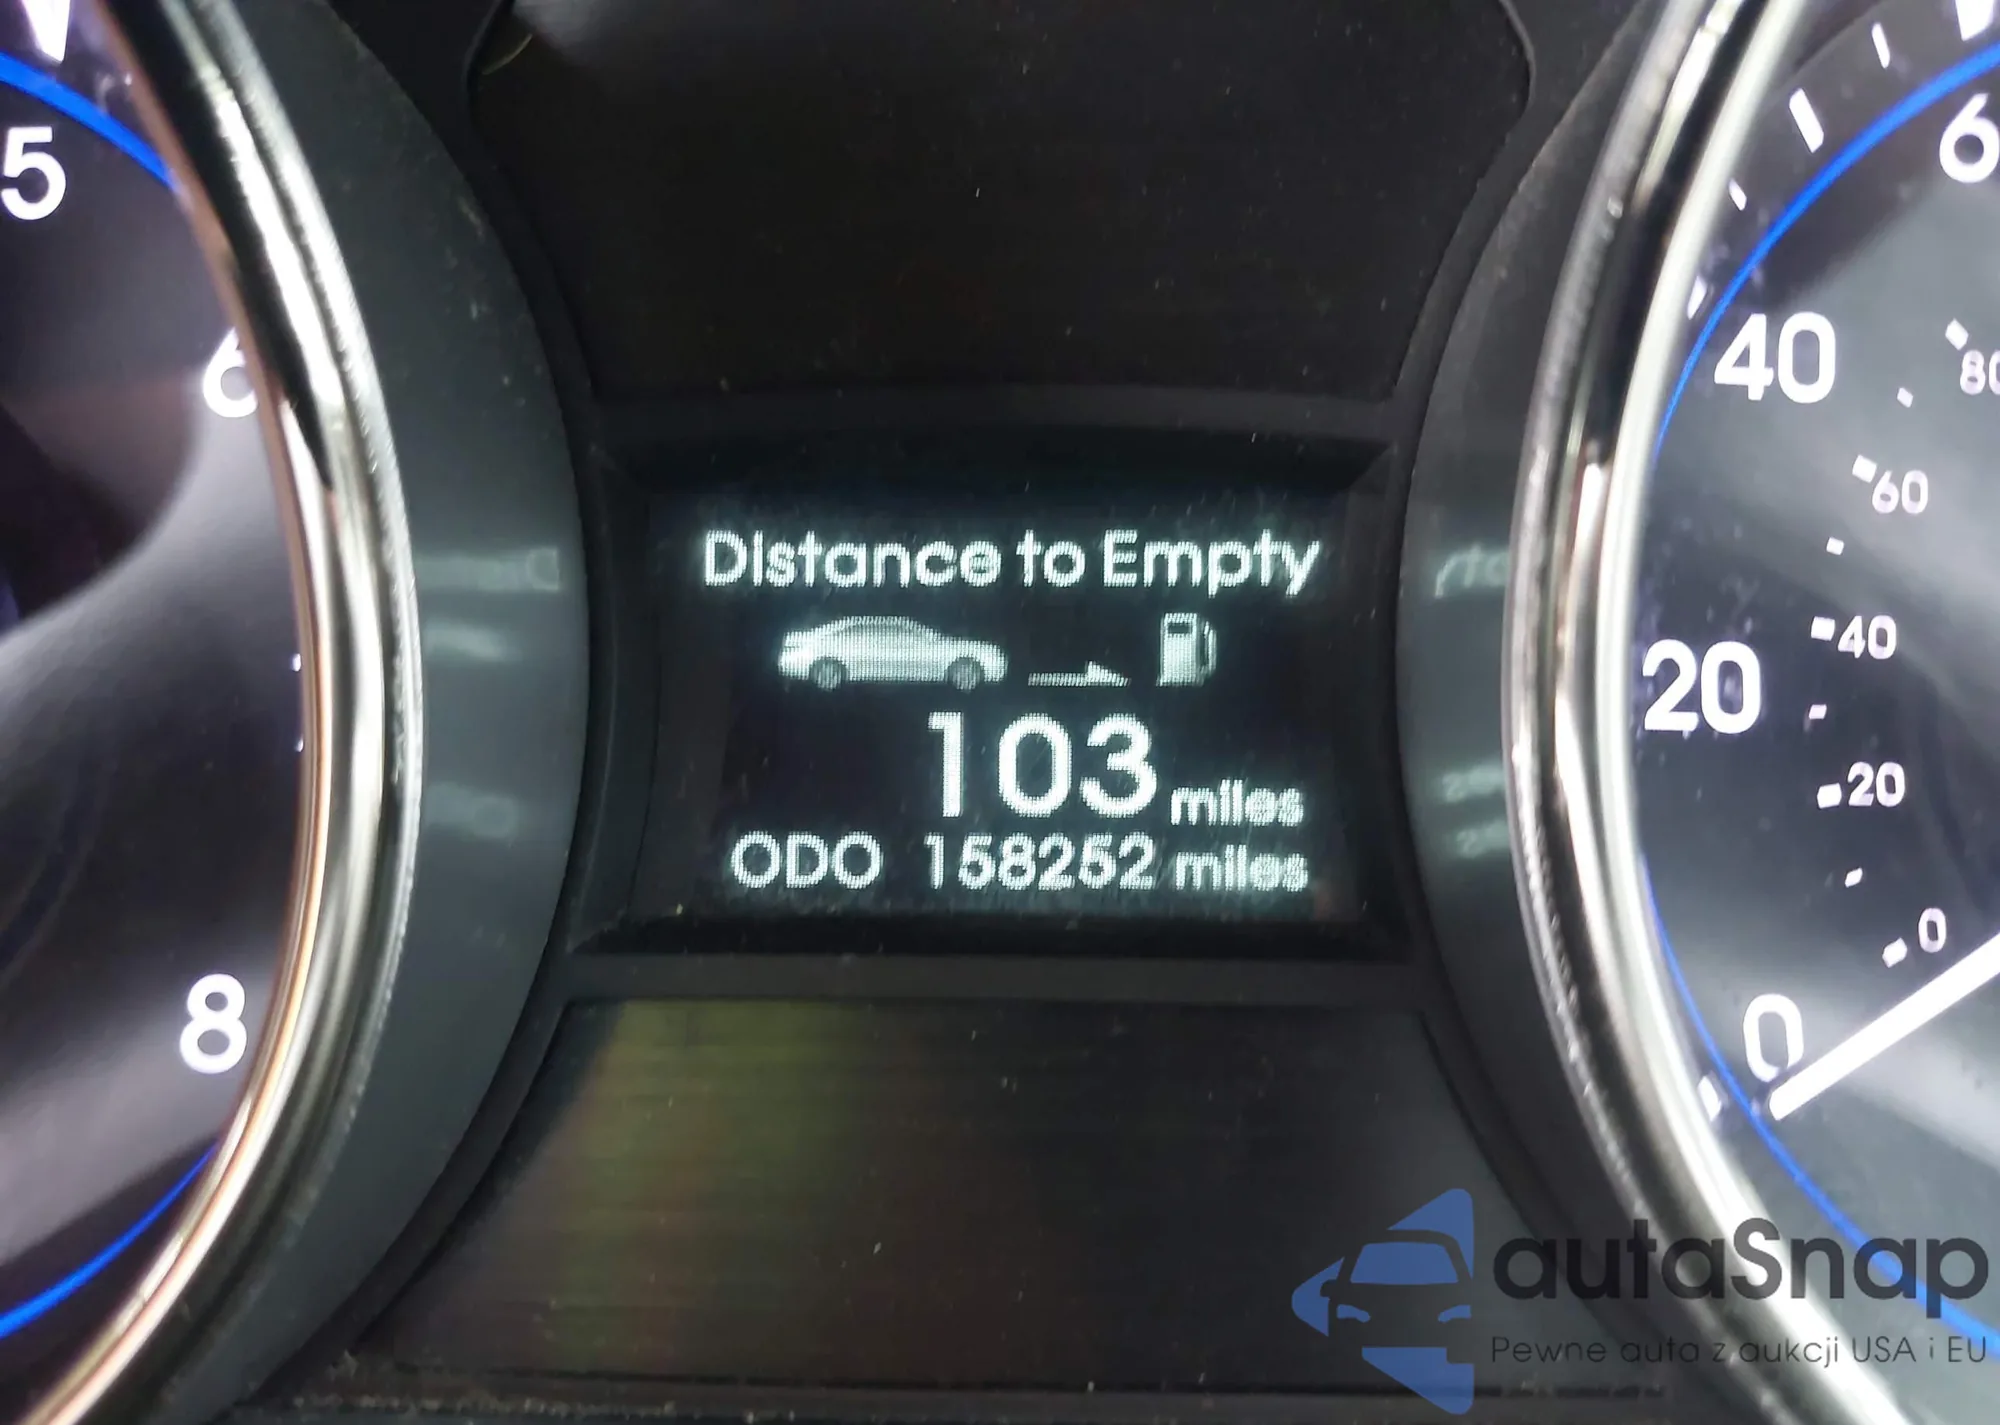 5
6
8
Distance to Empty
103 miles
ODO 158252 miles
6
40
80
60
40
20
20
0
0
autaSnap
Pewne auta z aukcji USA i EU